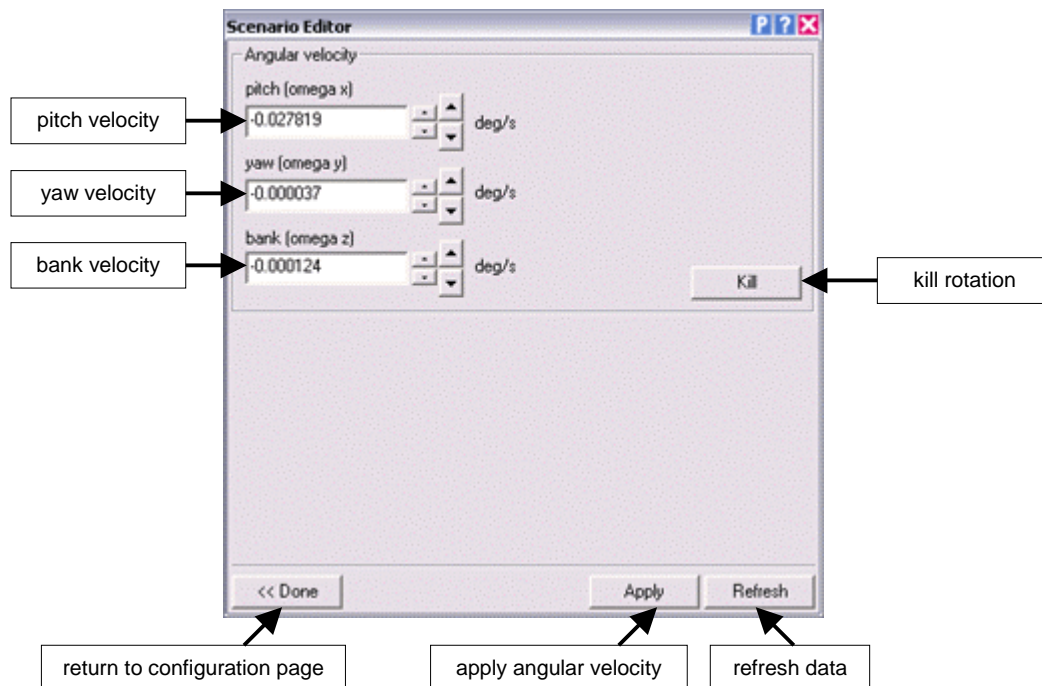 Scenario Editor
P ? X
Angular velocity
pitch (omega x)
pitch velocity
-0.027819
deg/s
yaw (omega y)
yaw velocity
-0.000037
deg/s
bank (omega z)
bank velocity
-0.000124
deg/s
Kill
kill rotation
<< Done
Apply
Refresh
return to configuration page
apply angular velocity
refresh data